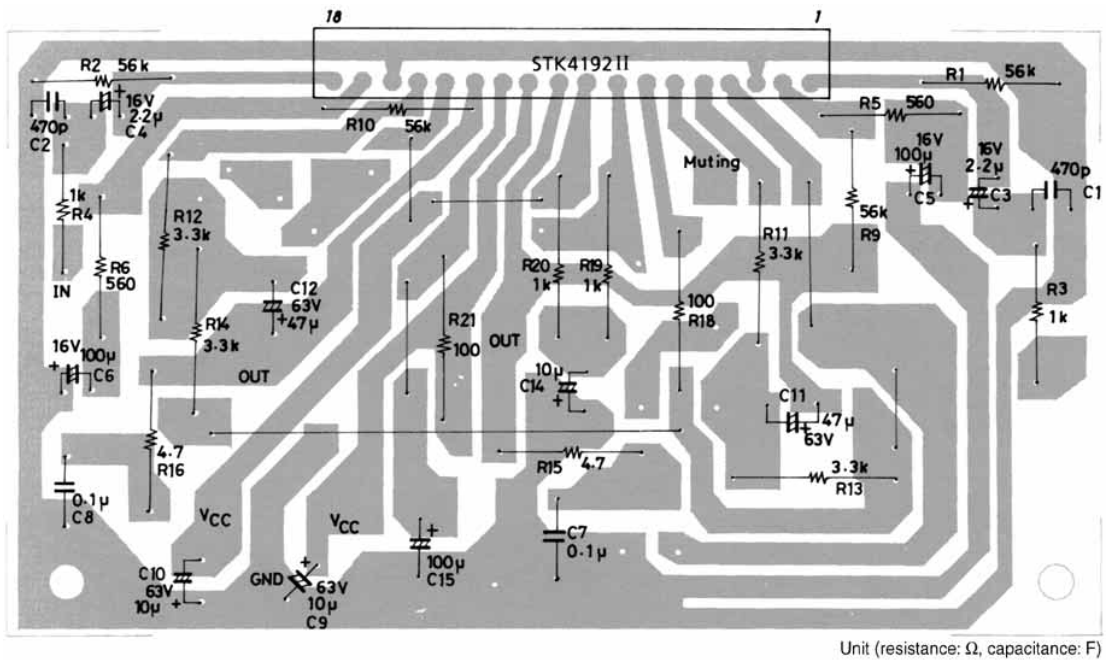 18
1
STK4192II
R2
56k
16V
2.2μ
C4
470p
C2
R10
56k
R1
56k
R5
560
16V
100μ
C5
16V
2.2μ
C3
470p
C1
Muting
1k
R4
R12
3.3k
56k
R9
R6
560
R11
3.3k
IN
C12
63V
47μ
R20
1k
R19
1k
R3
1k
100
R18
R14
3.3k
R21
100
OUT
16V
100μ
C6
OUT
10μ
C14
C11
47μ
63V
4.7
R16
R15
4.7
3.3k
R13
0.1μ
C8
VCC
VCC
C7
0.1μ
100μ
C15
C10
63V
10μ
GND
63V
10μ
C9
Unit (resistance: Ω, capacitance: F)